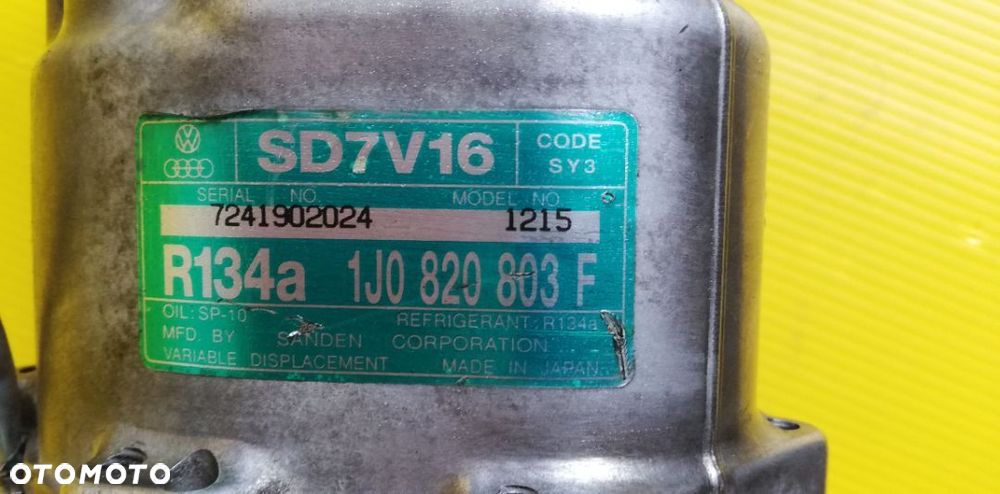 SD7V16
CODE
SY3
SERIAL NO.
MODEL NO
7241902024
1215
R134a 1J0 820 803 F
OIL: SP-10
REFRIGERANT: R134a
MFD. BY SANDEN CORPORATION
VARIABLE DISPLACEMENT MADE IN JAPAN
OTOMOTO